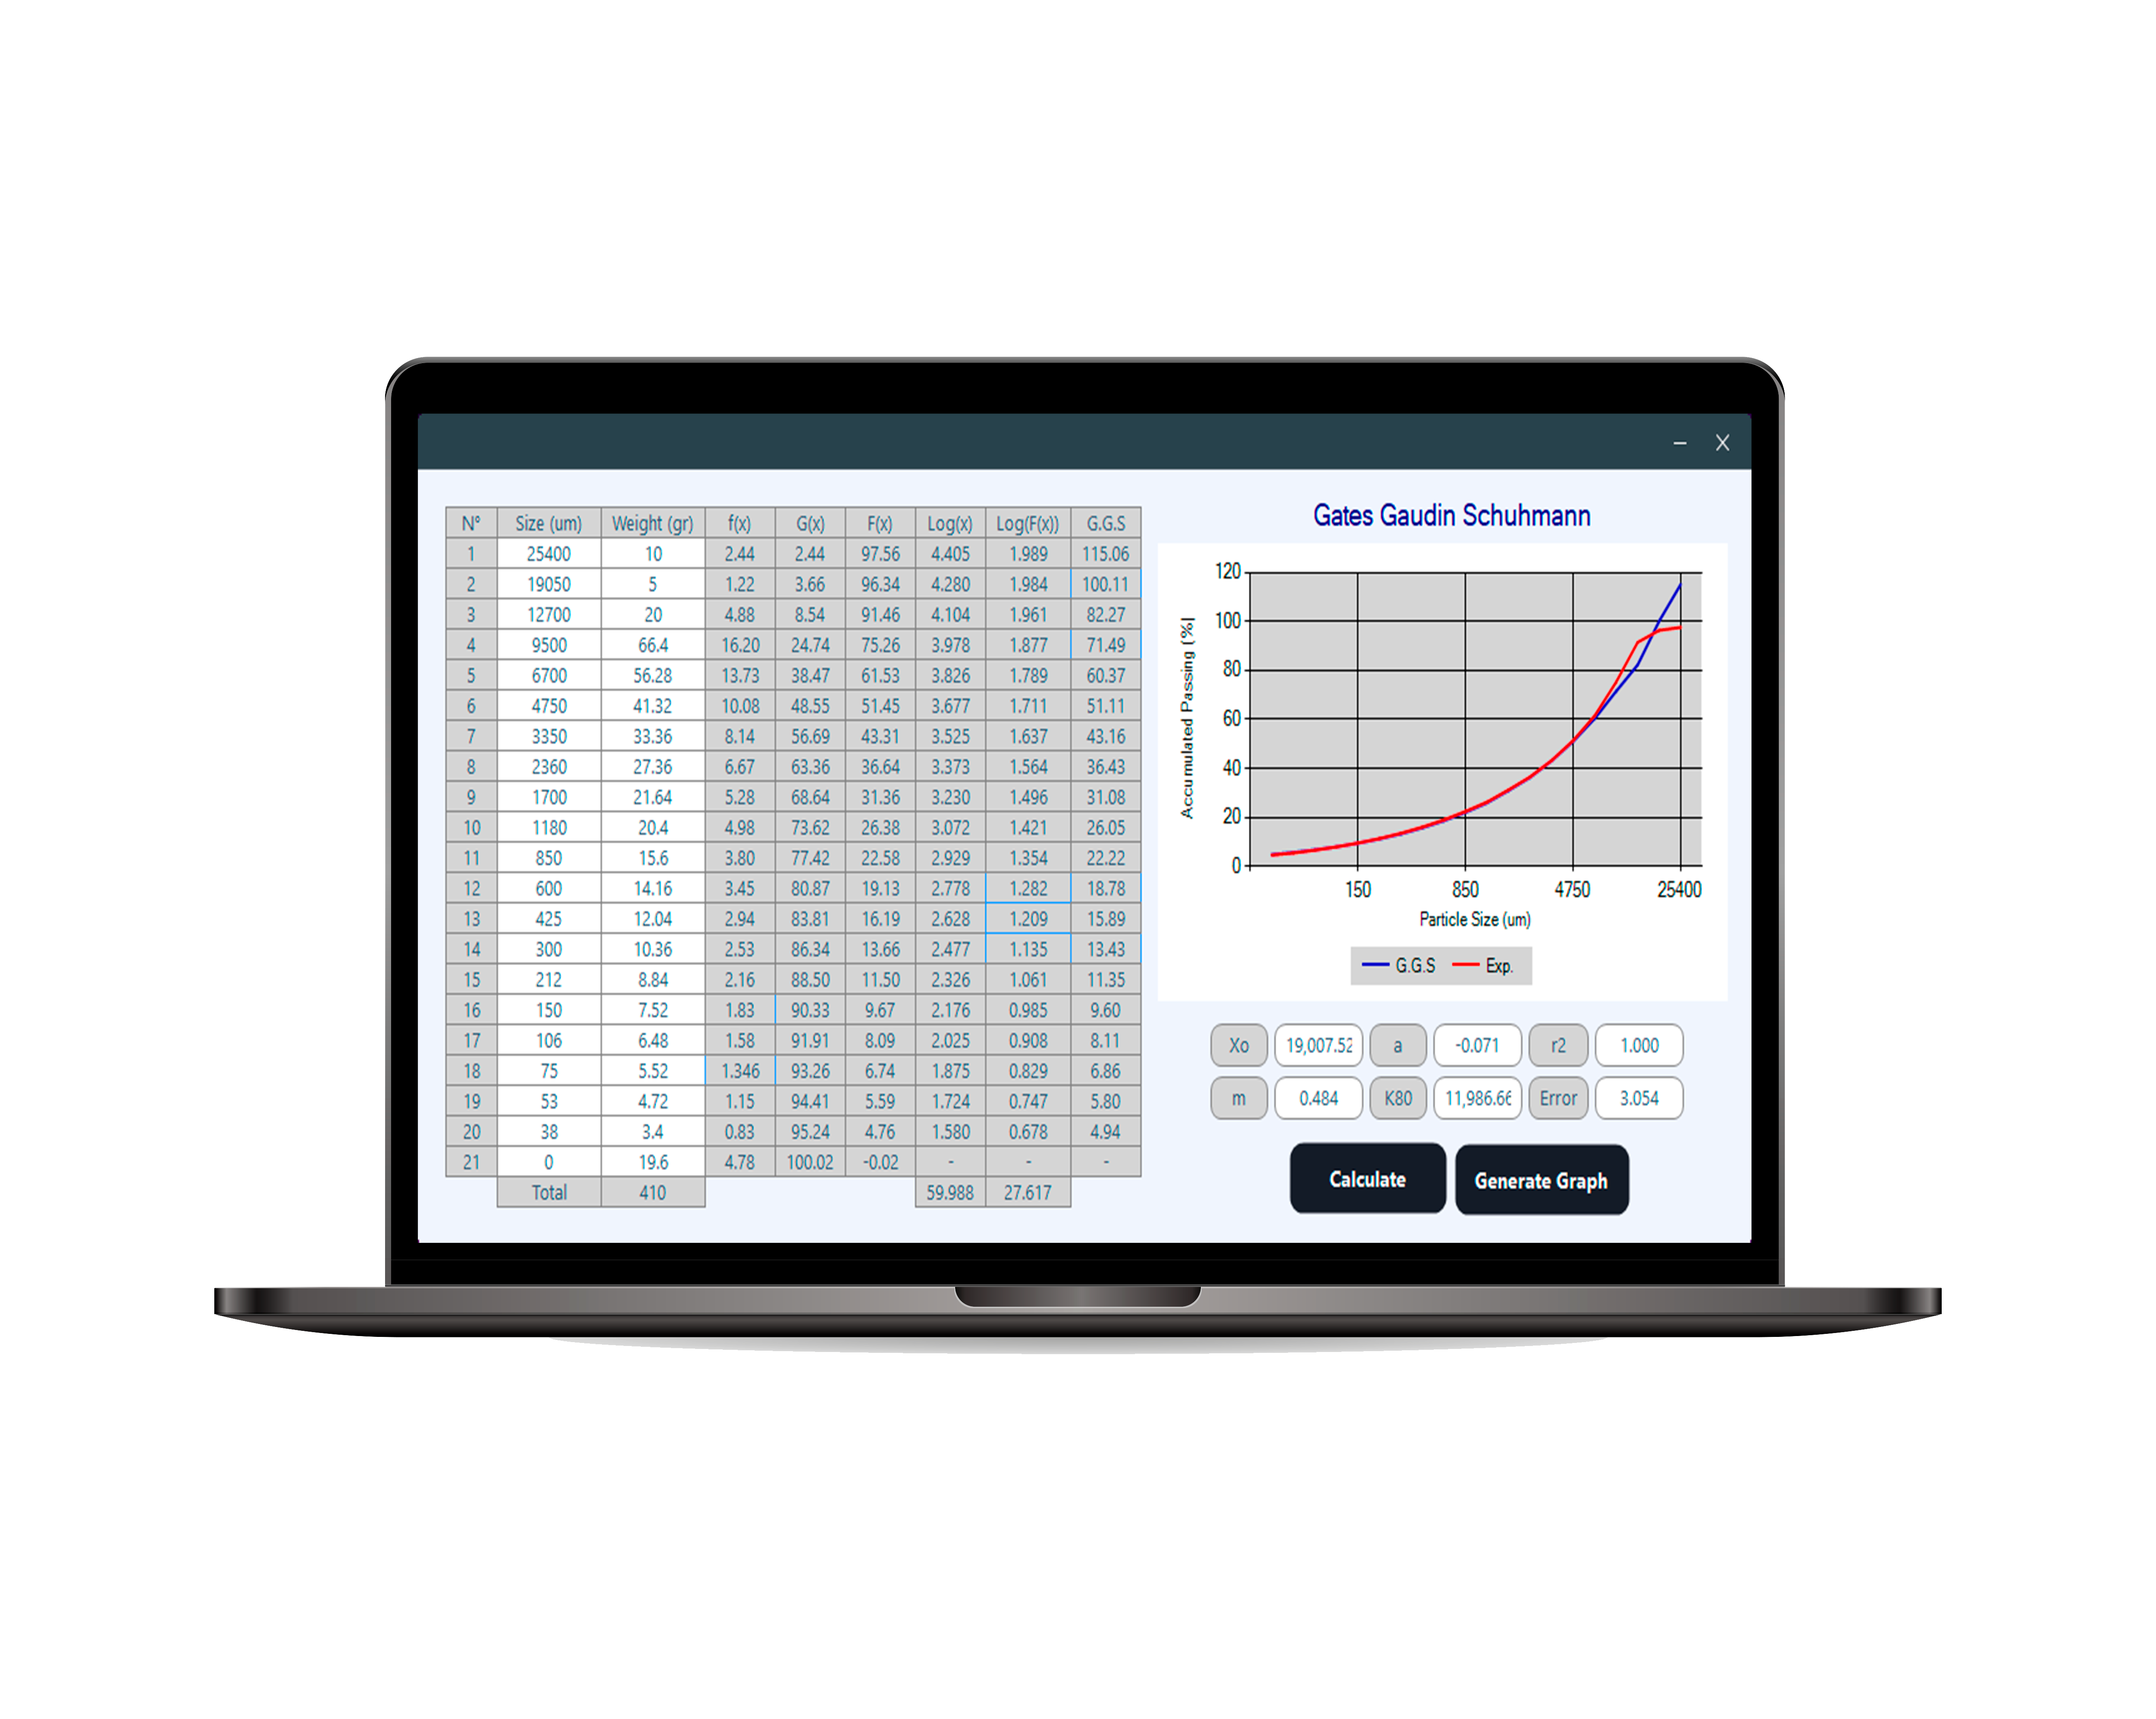 – X
N° Size (um) Weight (gr) f(x) G(x) F(x) Log(x) Log(F(x)) G.G.S
1 25400 10 2.44 2.44 97.56 4.405 1.989 115.06
2 19050 5 1.22 3.66 96.34 4.280 1.984 100.11
3 12700 20 4.88 8.54 91.46 4.104 1.961 82.27
4 9500 66.4 16.20 24.74 75.26 3.978 1.877 71.49
5 6700 56.28 13.73 38.47 61.53 3.826 1.789 60.37
6 4750 41.32 10.08 48.55 51.45 3.677 1.711 51.11
7 3350 33.36 8.14 56.69 43.31 3.525 1.637 43.16
8 2360 27.36 6.67 63.36 36.64 3.373 1.564 36.43
9 1700 21.64 5.28 68.64 31.36 3.230 1.496 31.08
10 1180 20.4 4.98 73.62 26.38 3.072 1.421 26.05
11 850 15.6 3.80 77.42 22.58 2.929 1.354 22.22
12 600 14.16 3.45 80.87 19.13 2.778 1.282 18.78
13 425 12.04 2.94 83.81 16.19 2.628 1.209 15.89
14 300 10.36 2.53 86.34 13.66 2.477 1.135 13.43
15 212 8.84 2.16 88.50 11.50 2.326 1.061 11.35
16 150 7.52 1.83 90.33 9.67 2.176 0.985 9.60
17 106 6.48 1.58 91.91 8.09 2.025 0.908 8.11
18 75 5.52 1.346 93.26 6.74 1.875 0.829 6.86
19 53 4.72 1.15 94.41 5.59 1.724 0.747 5.80
20 38 3.4 0.83 95.24 4.76 1.580 0.678 4.94
21 0 19.6 4.78 100.02 -0.02 - - -
Total 410 59.988 27.617
Gates Gaudin Schuhmann
Accumulated Passing (%)
120
100
80
60
40
20
0
150 850 4750 25400
Particle Size (um)
G.G.S Exp.
Xo 19,007.52 a -0.071 r2 1.000
m 0.484 K80 11,986.66 Error 3.054
Calculate Generate Graph